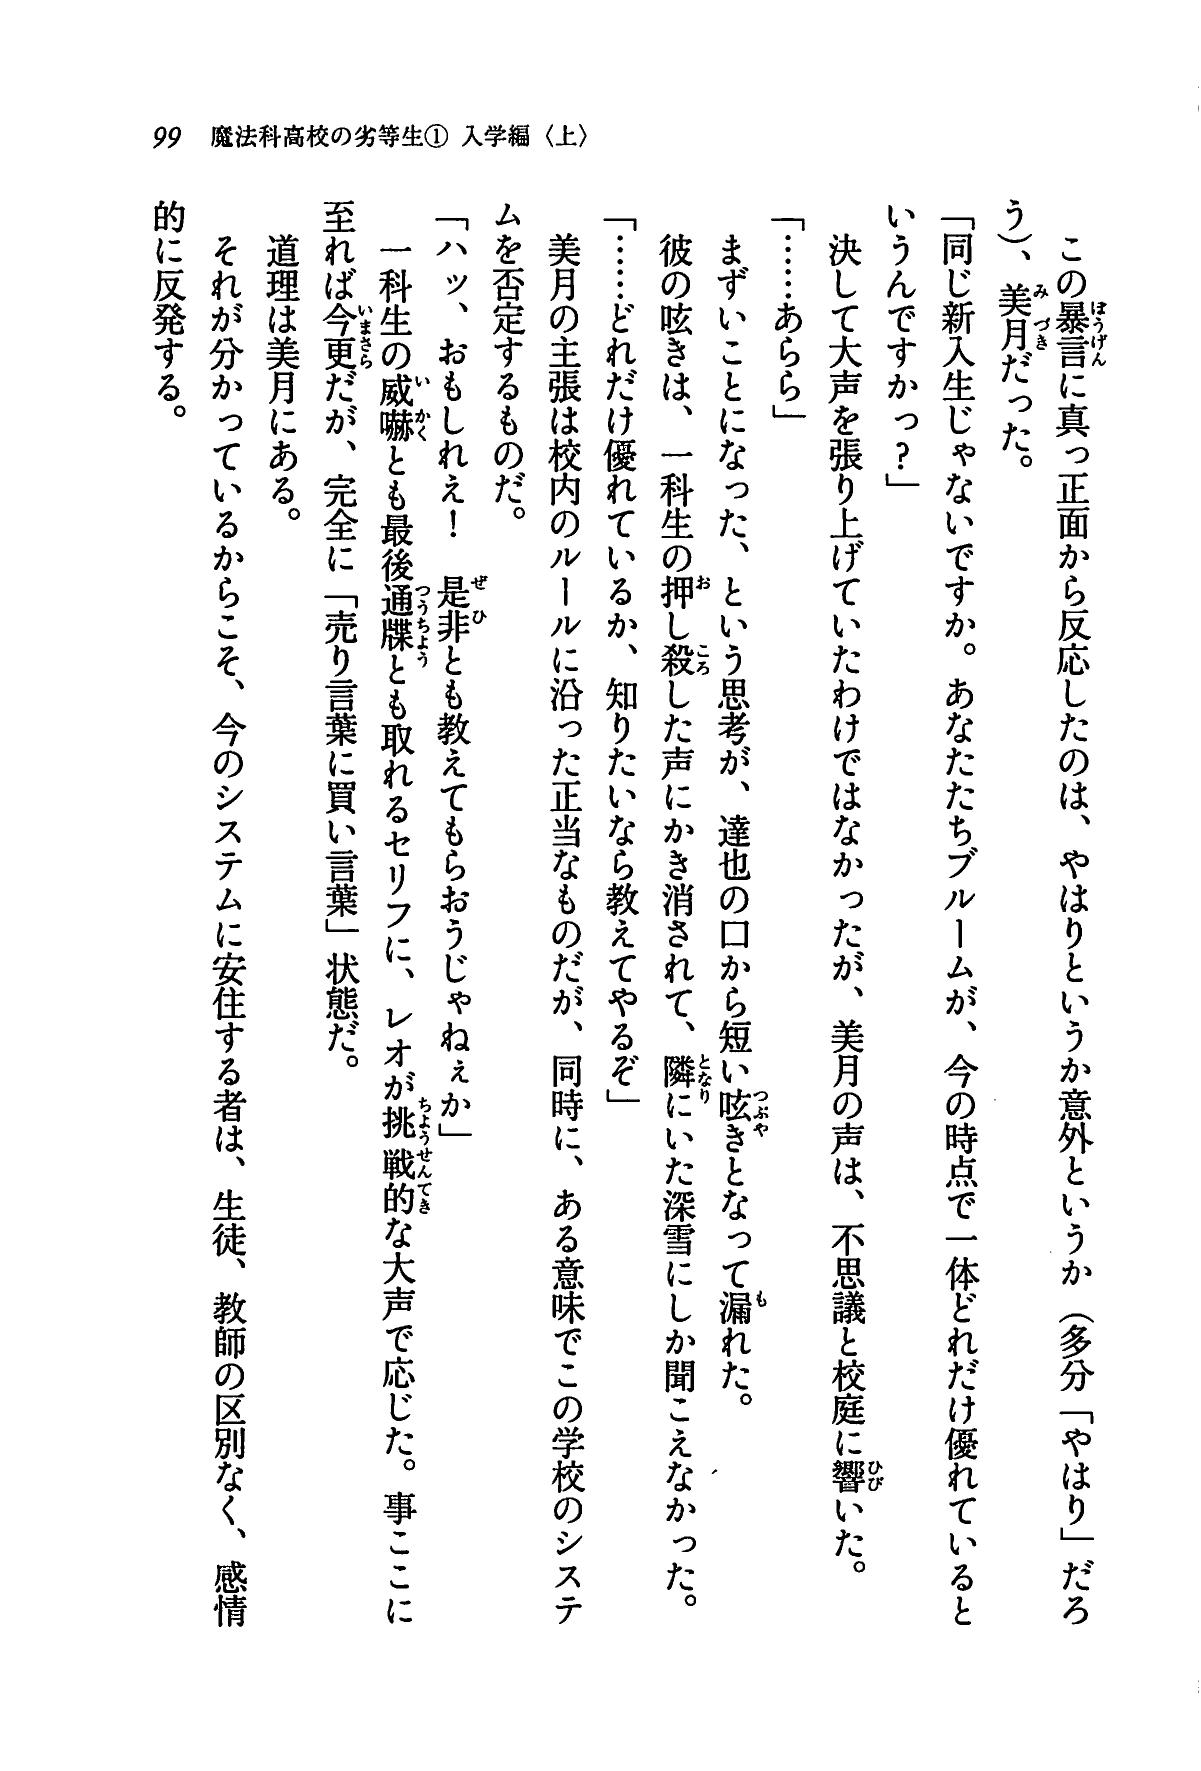 99 魔法科高校の劣等生① 入学編〈上〉
　この暴言に真っ正面から反応したのは、やはりというか意外というか（多分「やはり」だろ
う）、美月だった。
「同じ新入生じゃないですか。あなたたちブルームが、今の時点で一体どれだけ優れていると
いうんですかっ？」
　決して大声を張り上げていたわけではなかったが、美月の声は、不思議と校庭に響いた。
「……あらら」
　まずいことになった、という思考が、達也の口から短い呟きとなって漏れた。
　彼の呟きは、一科生の押し殺した声にかき消されて、隣にいた深雪にしか聞こえなかった。
「……どれだけ優れているか、知りたいなら教えてやるぞ」
　美月の主張は校内のルールに沿った正当なものだが、同時に、ある意味でこの学校のシステ
ムを否定するものだ。
「ハッ、おもしれえ！　是非とも教えてもらおうじゃねぇか」
　一科生の威嚇とも最後通牒とも取れるセリフに、レオが挑戦的な大声で応じた。事ここに
至れば今更だが、完全に「売り言葉に買い言葉」状態だ。
　道理は美月にある。
　それが分かっているからこそ、今のシステムに安住する者は、生徒、教師の区別なく、感情
的に反発する。